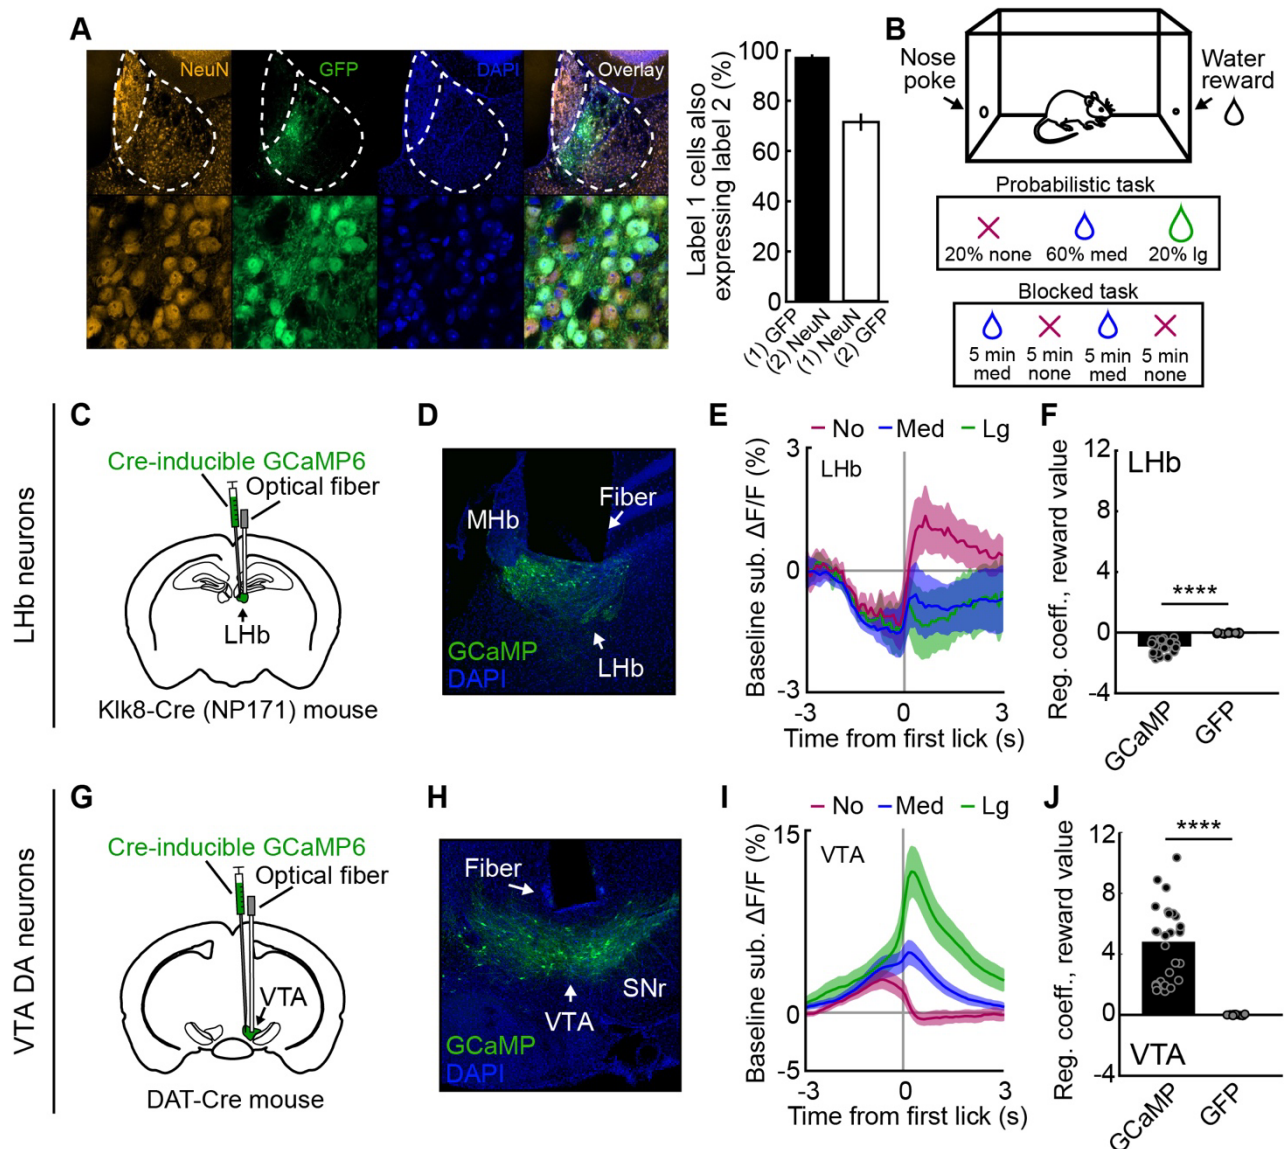 A
NeuN
GFP
DAPI
Overlay
Label 1 cells also
expressing label 2 (%)
100
80
60
40
20
0
(1) GFP
(2) NeuN
(1) NeuN
(2) GFP
B
Nose
poke
Water
reward
Probabilistic task
20% none
60% med
20% lg
Blocked task
5 min
med
5 min
none
5 min
med
5 min
none
LHb neurons
C
Cre-inducible GCaMP6
Optical fiber
LHb
Klk8-Cre (NP171) mouse
D
MHb
Fiber
GCaMP
DAPI
LHb
E
No
Med
Lg
LHb
Baseline sub. ΔF/F (%)
3
0
-3
-3
0
3
Time from first lick (s)
F
LHb
Reg. coeff., reward value
12
8
4
0
-4
****
GCaMP
GFP
VTA DA neurons
G
Cre-inducible GCaMP6
Optical fiber
VTA
DAT-Cre mouse
H
Fiber
SNr
VTA
GCaMP
DAPI
I
No
Med
Lg
VTA
Baseline sub. ΔF/F (%)
15
0
-5
-3
0
3
Time from first lick (s)
J
Reg. coeff., reward value
12
8
4
0
-4
****
VTA
GCaMP
GFP